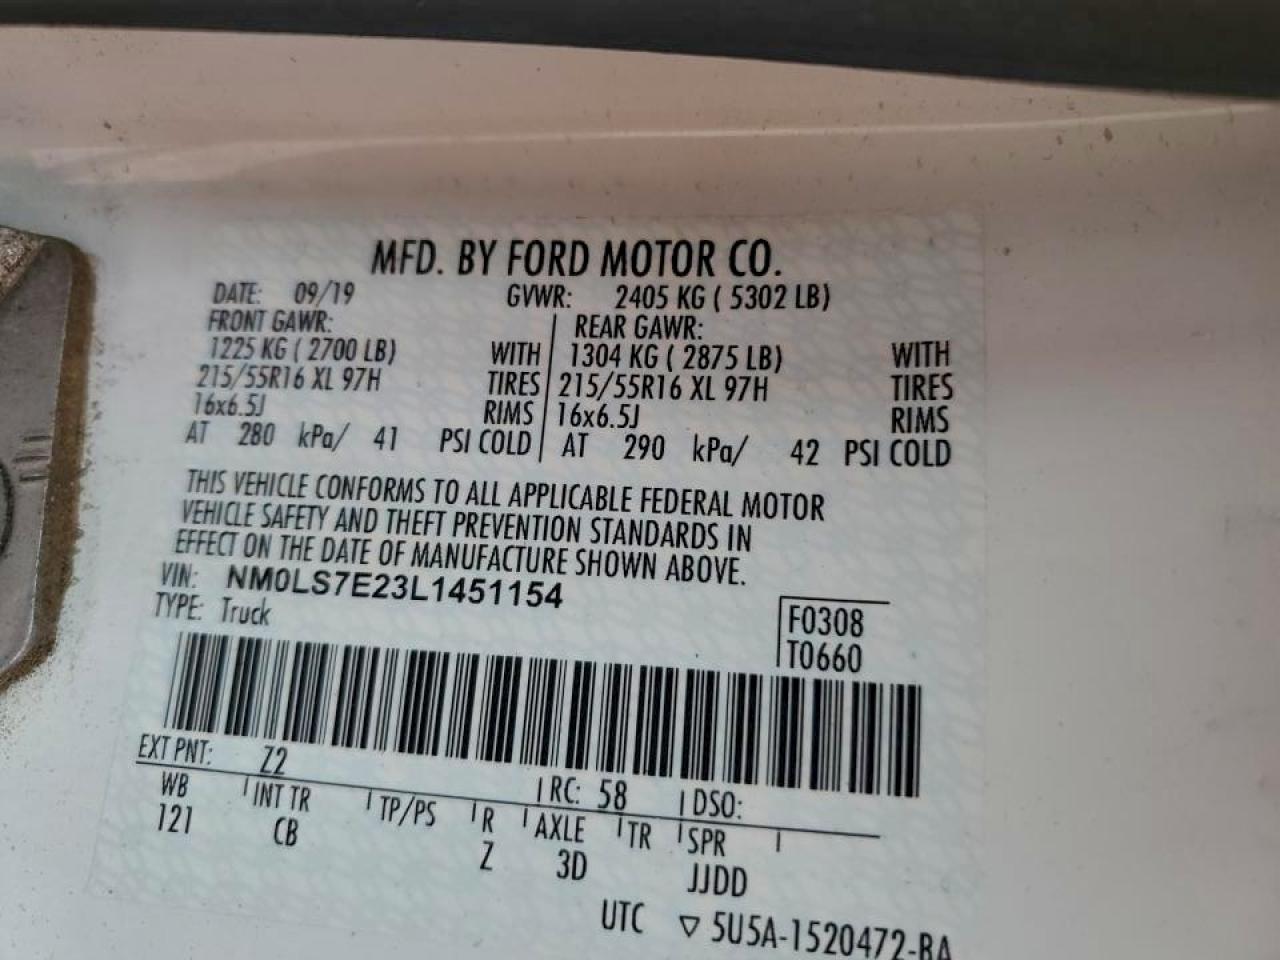 MFD. BY FORD MOTOR CO.
DATE: 09/19 GVWR: 2405 KG ( 5302 LB)
FRONT GAWR: REAR GAWR:
1225 KG ( 2700 LB) WITH 1304 KG ( 2875 LB) WITH
215/55R16 XL 97H TIRES 215/55R16 XL 97H TIRES
16x6.5J RIMS 16x6.5J RIMS
AT 280 kPa/ 41 PSI COLD AT 290 kPa/ 42 PSI COLD
THIS VEHICLE CONFORMS TO ALL APPLICABLE FEDERAL MOTOR
VEHICLE SAFETY AND THEFT PREVENTION STANDARDS IN
EFFECT ON THE DATE OF MANUFACTURE SHOWN ABOVE.
VIN: NM0LS7E23L1451154
TYPE: Truck
F0308
T0660
EXT PNT: Z2 RC: 58 DSO:
WB INT TR TP/PS R AXLE TR SPR
121 CB Z 3D JJDD
UTC ▽ 5U5A-1520472-BA